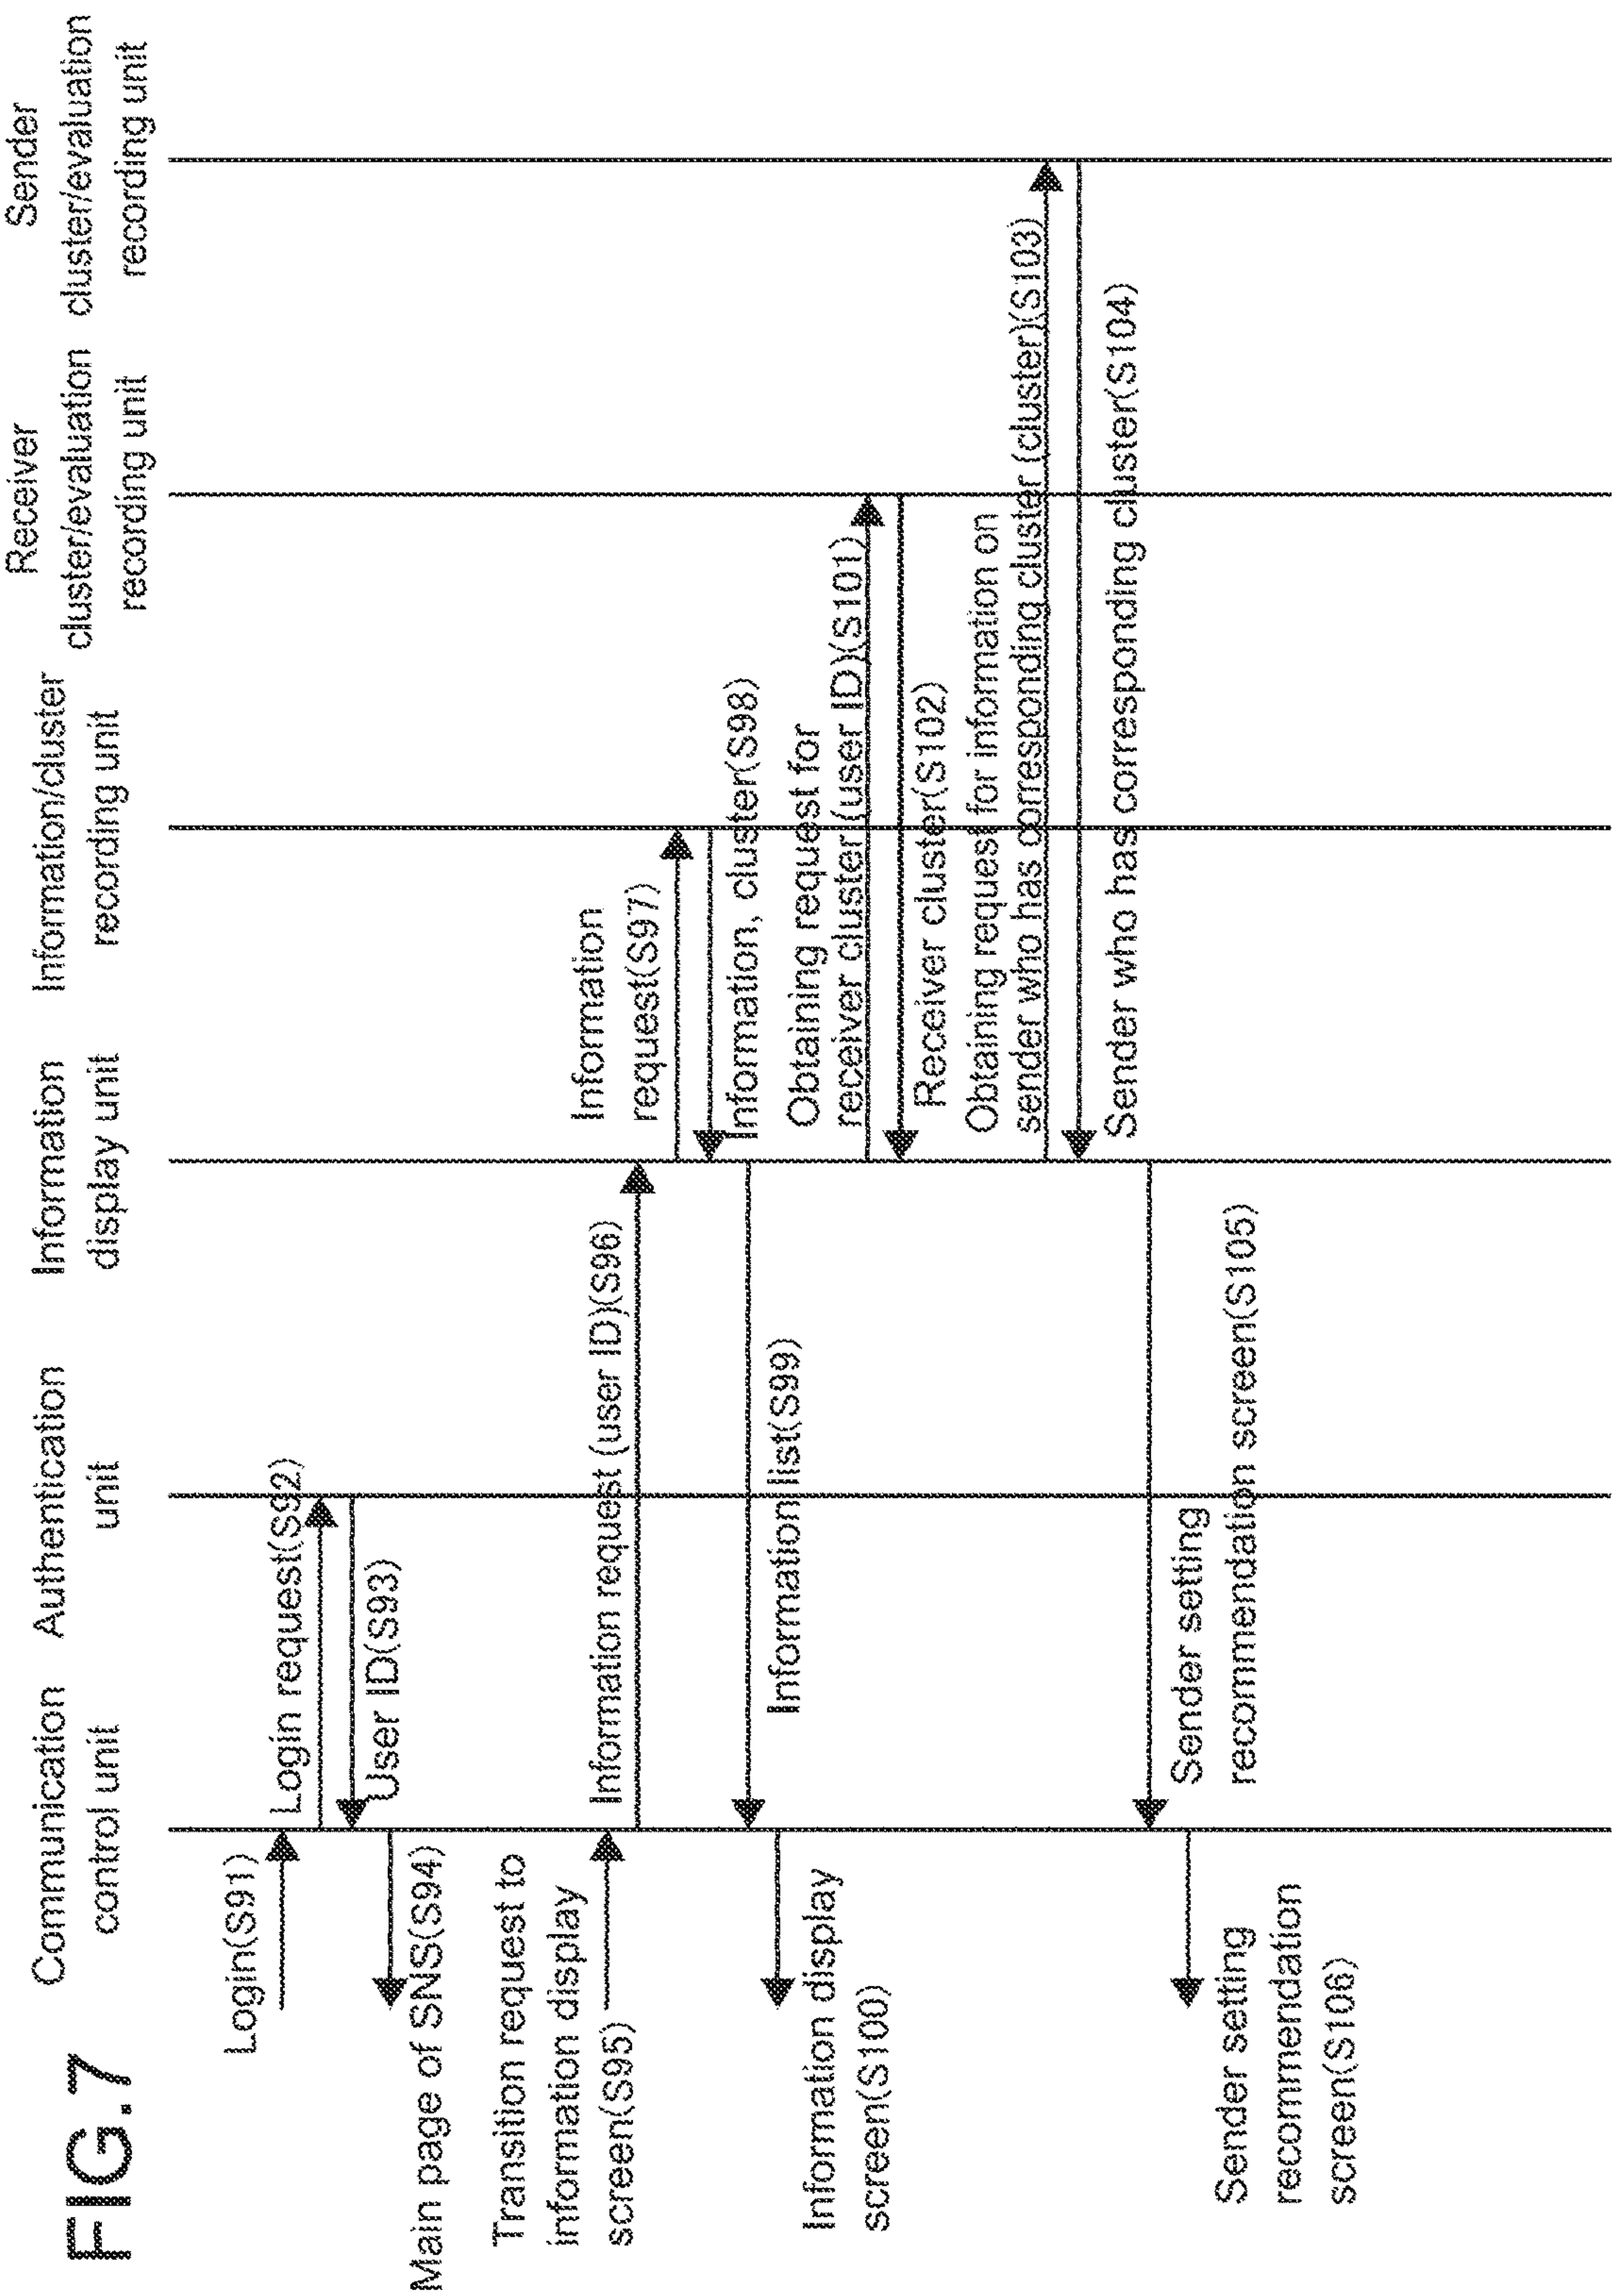 FIG.7
Communication
control unit
Authentication
unit
Information
display unit
Information/cluster
recording unit
Receiver
cluster/evaluation
recording unit
Sender
cluster/evaluation
recording unit
Login(S91)
Login request(S92)
User ID(S93)
Main page of SNS(S94)
Transition request to
information display
screen(S95)
Information request (user ID)(S96)
Information
request(S97)
Information, cluster(S98)
Information list(S99)
Information display
screen(S100)
Obtaining request for
receiver cluster (user ID)(S101)
Receiver cluster(S102)
Obtaining request for information on
sender who has corresponding cluster (cluster)(S103)
Sender who has corresponding cluster(S104)
Sender setting
recommendation screen(S105)
Sender setting
recommendation
screen(S106)